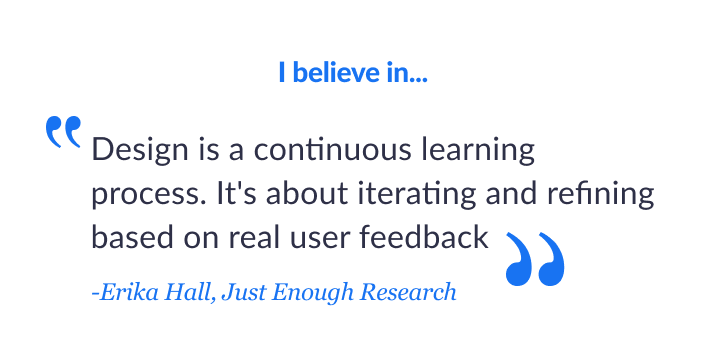 I believe in...
“Design is a continuous learning
process. It's about iterating and refining
based on real user feedback”
-Erika Hall, Just Enough Research